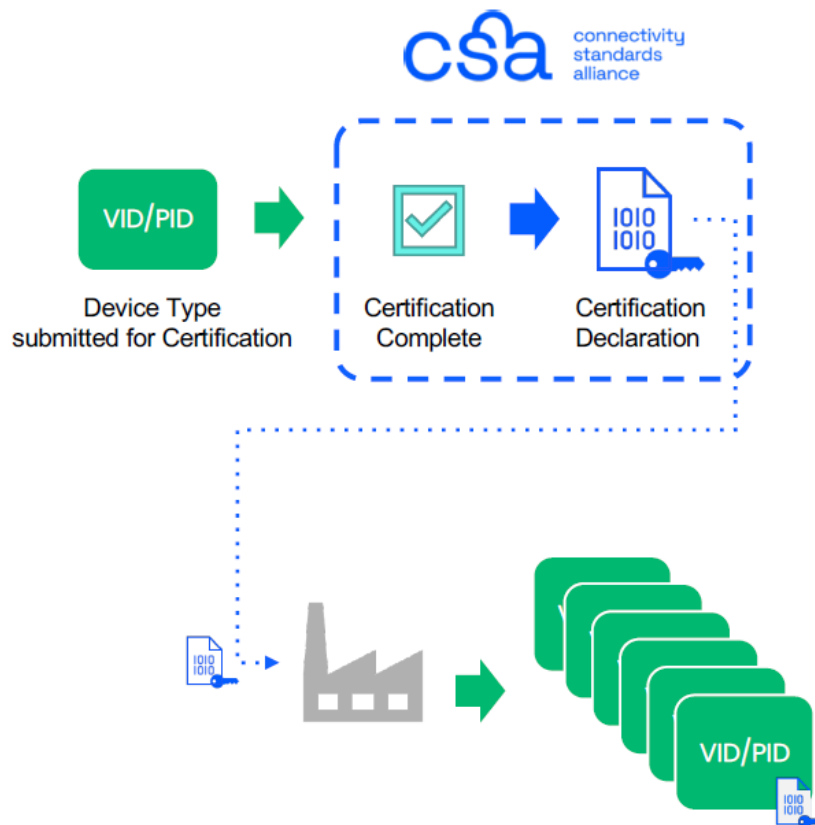 csa
connectivity
standards
alliance
VID/PID
Device Type
submitted for Certification
Certification
Complete
1010
1010
Certification
Declaration
1010
1010
VID/PID
1010
1010